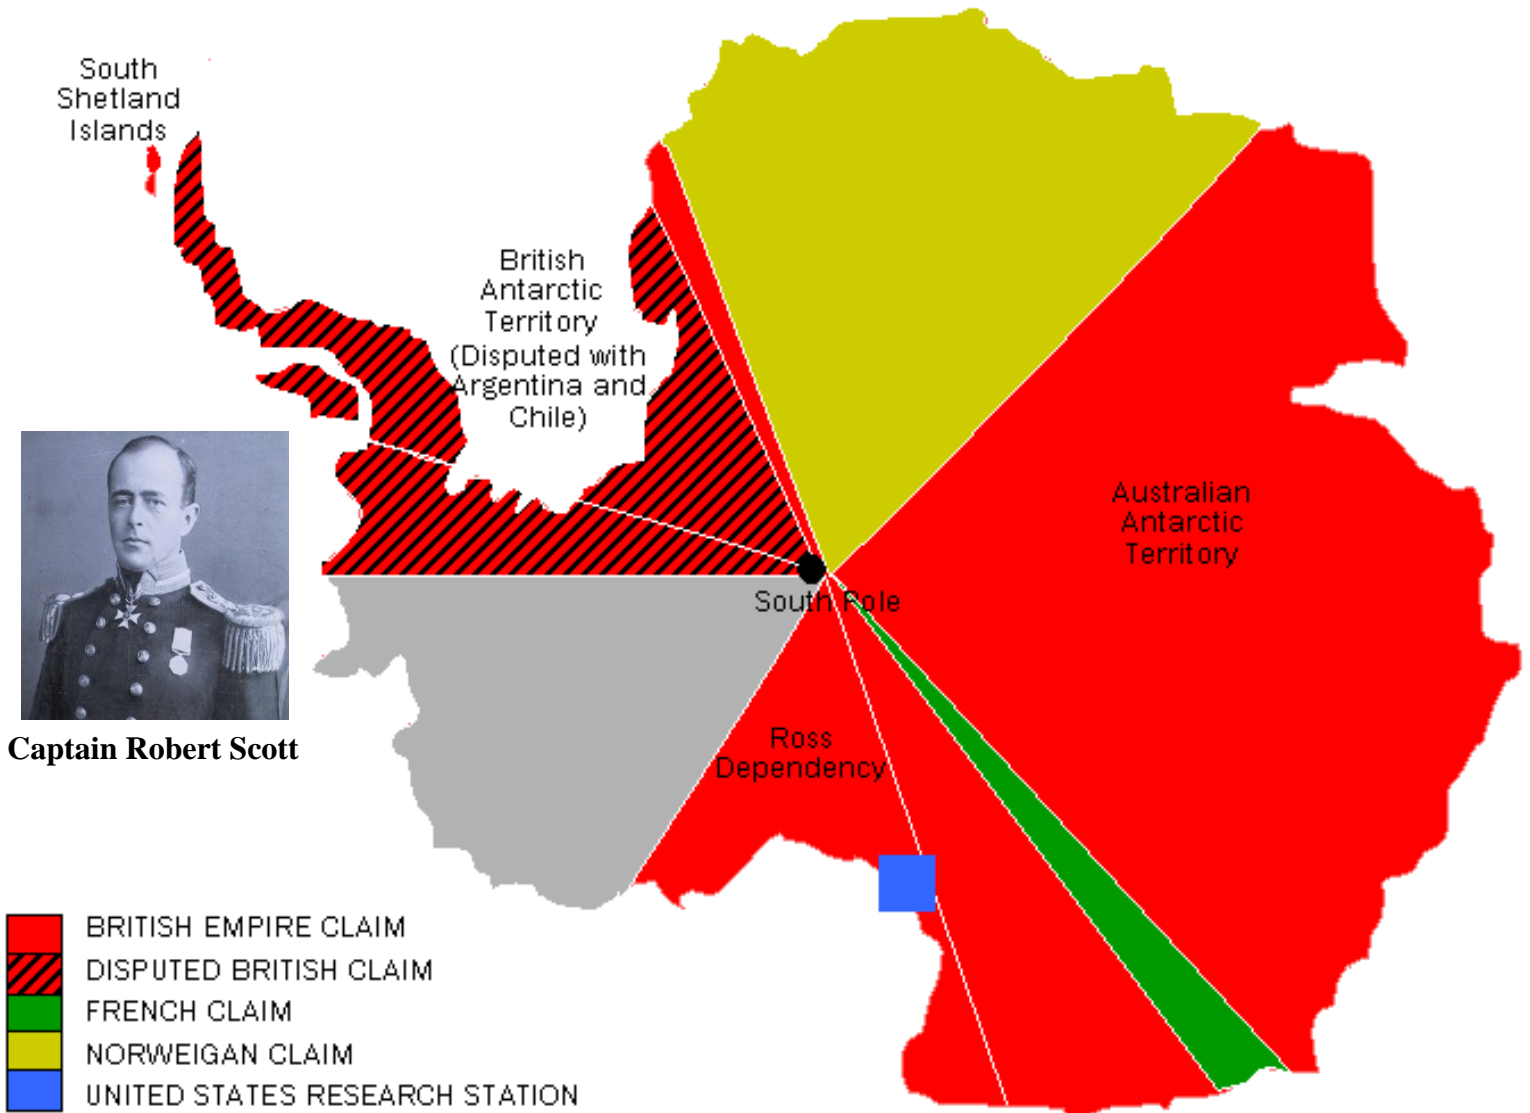 South
Shetland
Islands
British
Antarctic
Territory
(Disputed with
Argentina and
Chile)
Australian
Antarctic
Territory
South Pole
Captain Robert Scott
Ross
Dependency
BRITISH EMPIRE CLAIM
DISPUTED BRITISH CLAIM
FRENCH CLAIM
NORWEIGAN CLAIM
UNITED STATES RESEARCH STATION